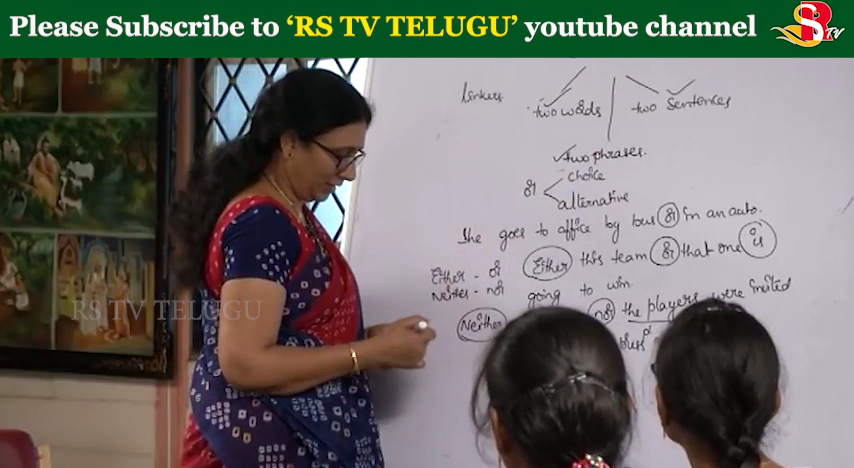 Please Subscribe to ‘RS TV TELUGU’ youtube channel
RS TV
linkers two words two sentences
two phrases.
or choice
alternative
She goes to office by bus or in an auto.
Either - or Either this team or that one is
Neither - nor going to win
Neither nor the players were invited
RS TV TELUGU